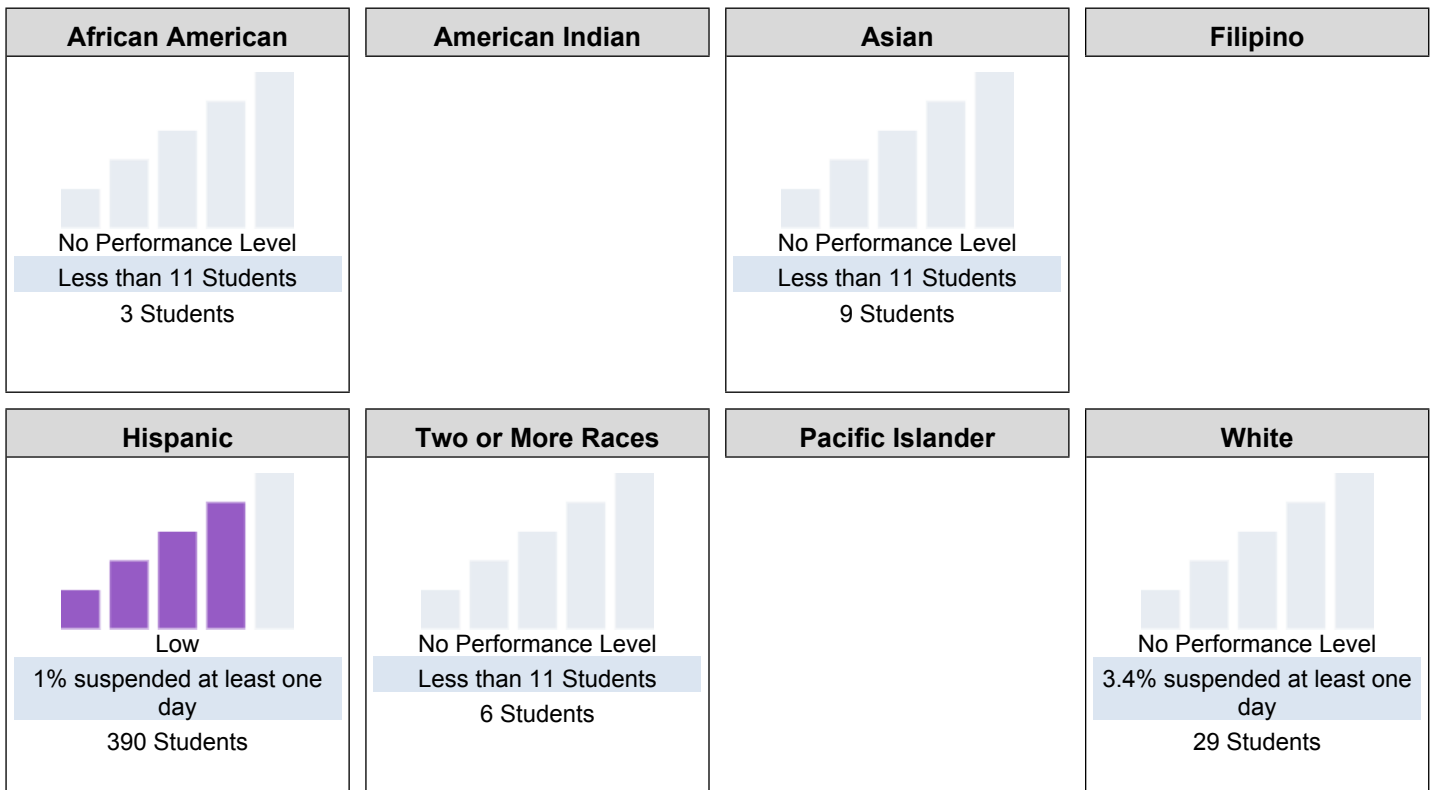 African American
American Indian
Asian
Filipino
No Performance Level
Less than 11 Students
3 Students
No Performance Level
Less than 11 Students
9 Students
Hispanic
Two or More Races
Pacific Islander
White
Low
1% suspended at least one
day
390 Students
No Performance Level
Less than 11 Students
6 Students
No Performance Level
3.4% suspended at least one
day
29 Students